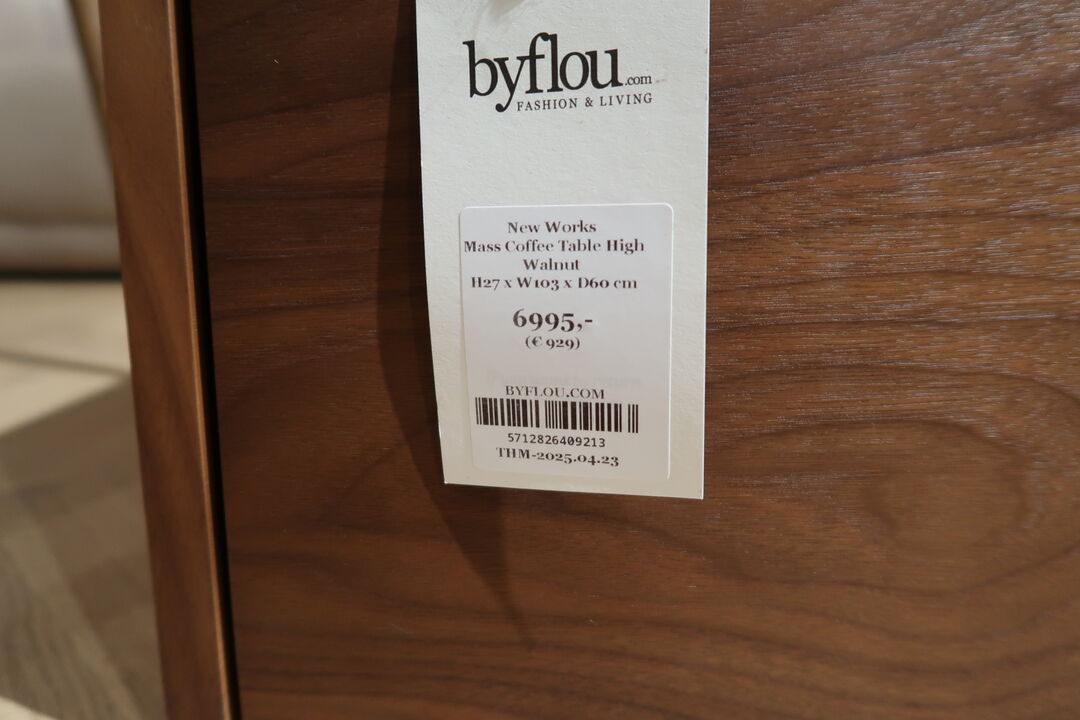 byflou.com
FASHION & LIVING
New Works
Mass Coffee Table High
Walnut
H27 x W103 x D60 cm
6995,-
(€ 929)
BYFLOU.COM
5712826409213
THM-2025.04.23